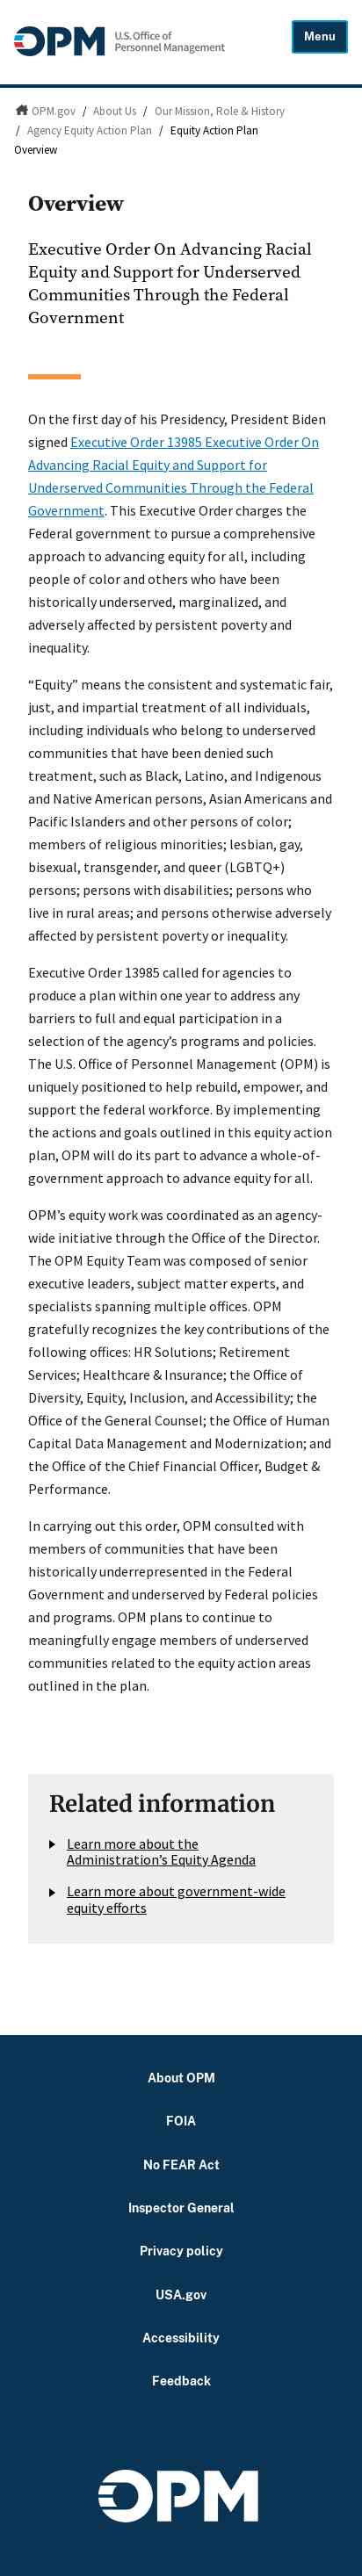 OPM U.S. Office of
Personnel Management
Menu
OPM.gov / About Us / Our Mission, Role & History
/ Agency Equity Action Plan / Equity Action Plan
Overview
Overview
Executive Order On Advancing Racial
Equity and Support for Underserved
Communities Through the Federal
Government
On the first day of his Presidency, President Biden
signed Executive Order 13985 Executive Order On
Advancing Racial Equity and Support for
Underserved Communities Through the Federal
Government. This Executive Order charges the
Federal government to pursue a comprehensive
approach to advancing equity for all, including
people of color and others who have been
historically underserved, marginalized, and
adversely affected by persistent poverty and
inequality.
“Equity” means the consistent and systematic fair,
just, and impartial treatment of all individuals,
including individuals who belong to underserved
communities that have been denied such
treatment, such as Black, Latino, and Indigenous
and Native American persons, Asian Americans and
Pacific Islanders and other persons of color;
members of religious minorities; lesbian, gay,
bisexual, transgender, and queer (LGBTQ+)
persons; persons with disabilities; persons who
live in rural areas; and persons otherwise adversely
affected by persistent poverty or inequality.
Executive Order 13985 called for agencies to
produce a plan within one year to address any
barriers to full and equal participation in a
selection of the agency’s programs and policies.
The U.S. Office of Personnel Management (OPM) is
uniquely positioned to help rebuild, empower, and
support the federal workforce. By implementing
the actions and goals outlined in this equity action
plan, OPM will do its part to advance a whole-of-
government approach to advance equity for all.
OPM’s equity work was coordinated as an agency-
wide initiative through the Office of the Director.
The OPM Equity Team was composed of senior
executive leaders, subject matter experts, and
specialists spanning multiple offices. OPM
gratefully recognizes the key contributions of the
following offices: HR Solutions; Retirement
Services; Healthcare & Insurance; the Office of
Diversity, Equity, Inclusion, and Accessibility; the
Office of the General Counsel; the Office of Human
Capital Data Management and Modernization; and
the Office of the Chief Financial Officer, Budget &
Performance.
In carrying out this order, OPM consulted with
members of communities that have been
historically underrepresented in the Federal
Government and underserved by Federal policies
and programs. OPM plans to continue to
meaningfully engage members of underserved
communities related to the equity action areas
outlined in the plan.
Related information
Learn more about the
Administration’s Equity Agenda
Learn more about government-wide
equity efforts
About OPM
FOIA
No FEAR Act
Inspector General
Privacy policy
USA.gov
Accessibility
Feedback
OPM